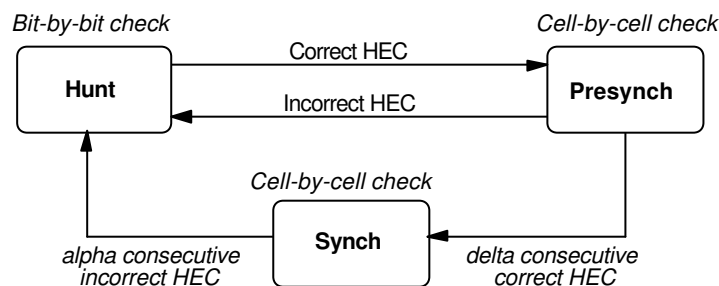 Bit-by-bit check
Cell-by-cell check
Correct HEC
Hunt
Presynch
Incorrect HEC
Cell-by-cell check
Synch
alpha consecutive
incorrect HEC
delta consecutive
correct HEC